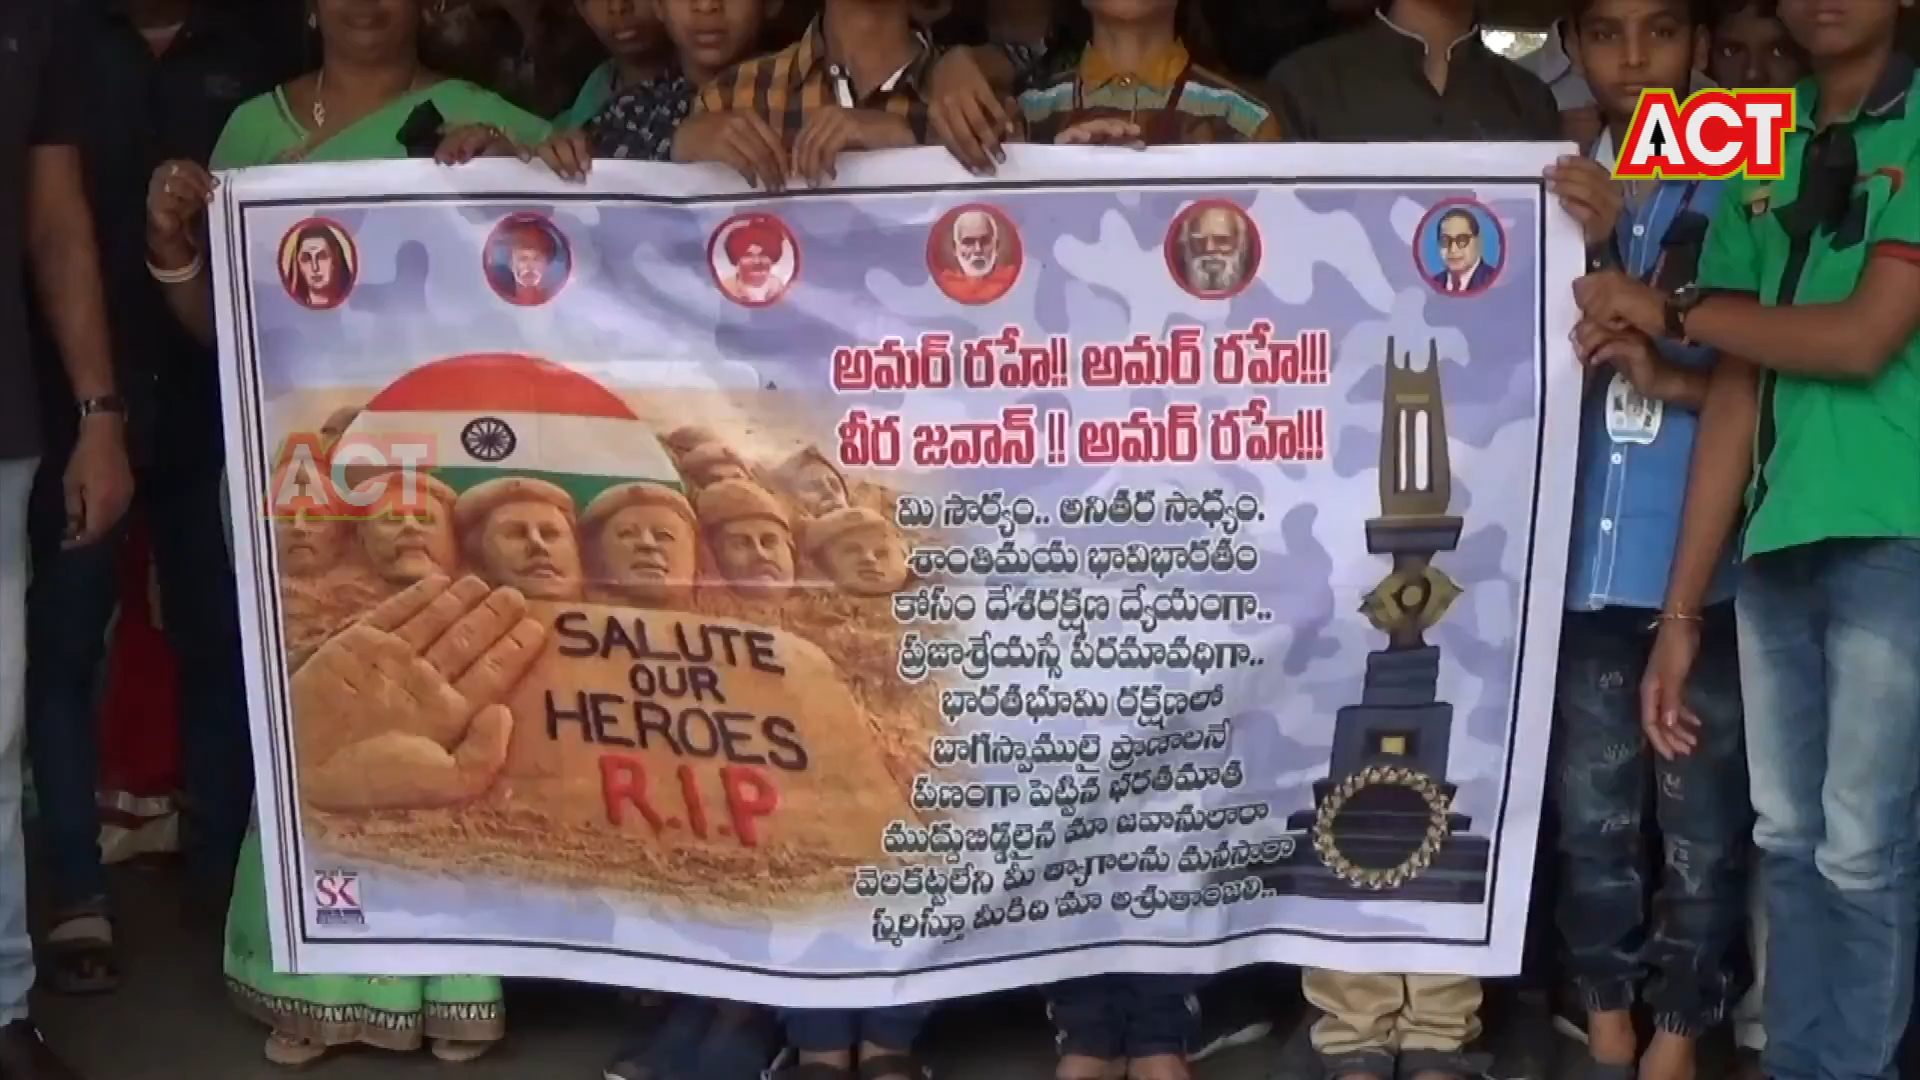 ACT
అమర్ రహే!! అమర్ రహే!!!
వీర జవాన్ !! అమర్ రహే!!!
ACT
మి సౌర్యం.. అనితర సాధ్యం.
శాంతిమయ భావిభారతం
కోసం దేశరక్షణ ద్యేయంగా..
ప్రజాశ్రేయస్సే పరమావధిగా..
భారతభూమి రక్షణలో
బాగస్వాములై ప్రాణాలనే
పణంగా పెట్టిన భరతమాత
ముద్దుబిడ్డలైన మా జవానులారా
వెలకట్టలేని మీ త్యాగాలను మనసారా
స్మరిస్తూ మీకివి మా అశ్రుతాంజలి..
SALUTE
OUR
HEROES
R.I.P
SK